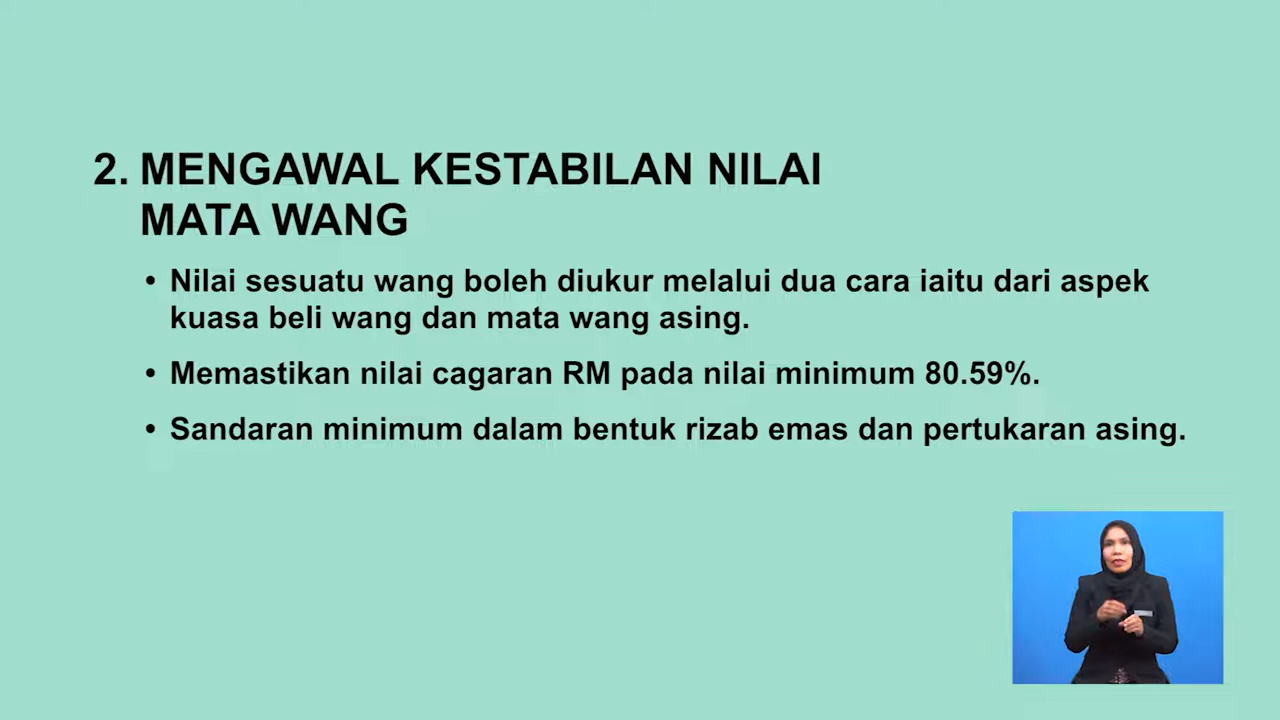 2. MENGAWAL KESTABILAN NILAI
MATA WANG
• Nilai sesuatu wang boleh diukur melalui dua cara iaitu dari aspek
kuasa beli wang dan mata wang asing.
• Memastikan nilai cagaran RM pada nilai minimum 80.59%.
• Sandaran minimum dalam bentuk rizab emas dan pertukaran asing.